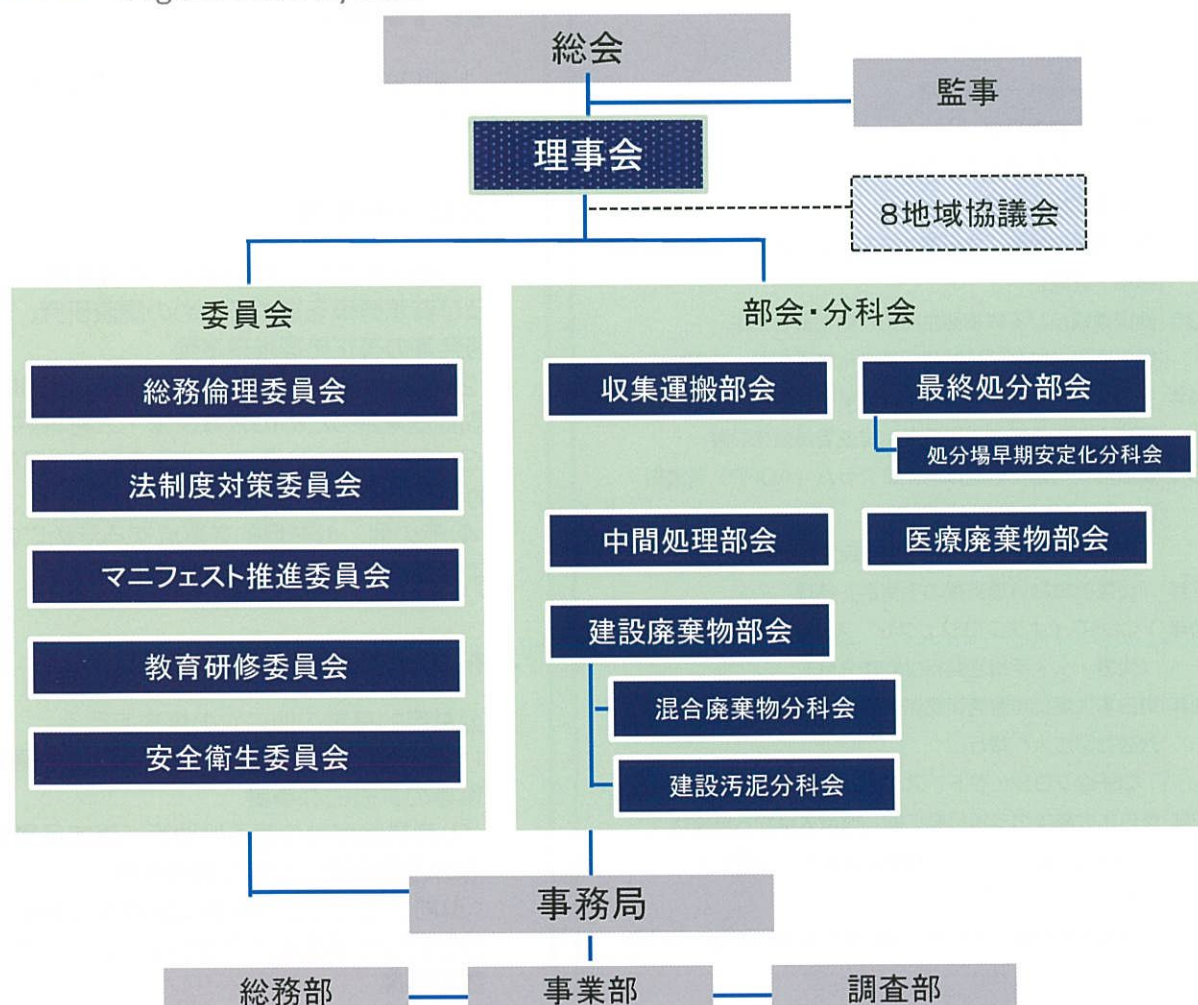 総会
監事
理事会
8地域協議会
委員会
総務倫理委員会
法制度対策委員会
マニフェスト推進委員会
教育研修委員会
安全衛生委員会
部会・分科会
収集運搬部会
最終処分部会
処分場早期安定化分科会
中間処理部会
医療廃棄物部会
建設廃棄物部会
混合廃棄物分科会
建設汚泥分科会
事務局
総務部
事業部
調査部